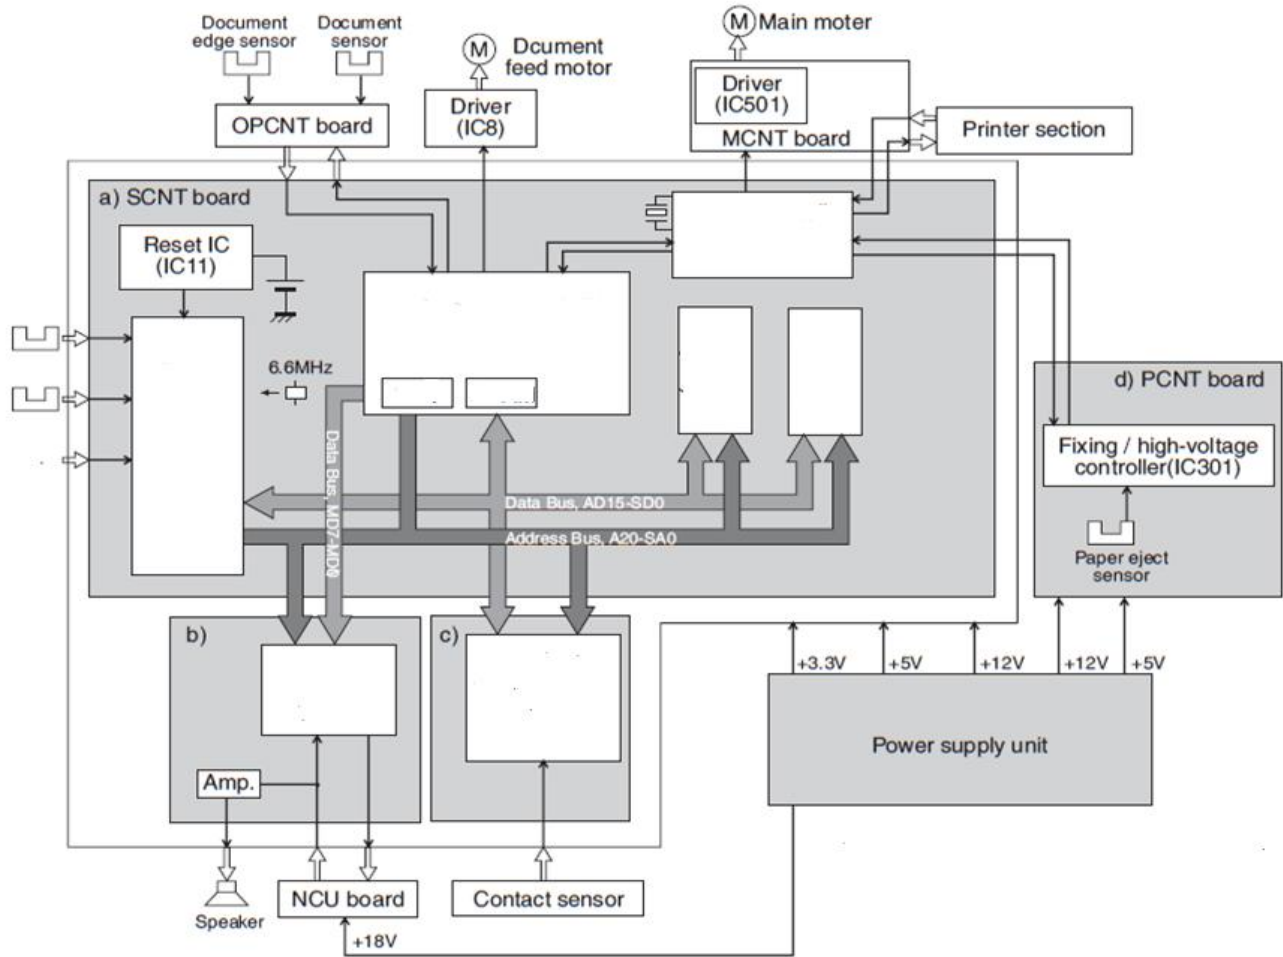 Document
edge sensor
Document
sensor
M
Dcument
feed motor
M
Main moter
Driver
(IC501)
MCNT board
Driver
(IC8)
OPCNT board
Printer section
a) SCNT board
Reset IC
(IC11)
6.6MHz
d) PCNT board
Fixing / high-voltage
controller(IC301)
Paper eject
sensor
Data Bus, MD7-MD0
Data Bus, AD15-SD0
Address Bus, A20-SA0
b)
c)
+3.3V
+5V
+12V
+12V
+5V
Power supply unit
Amp.
Speaker
NCU board
Contact sensor
+18V